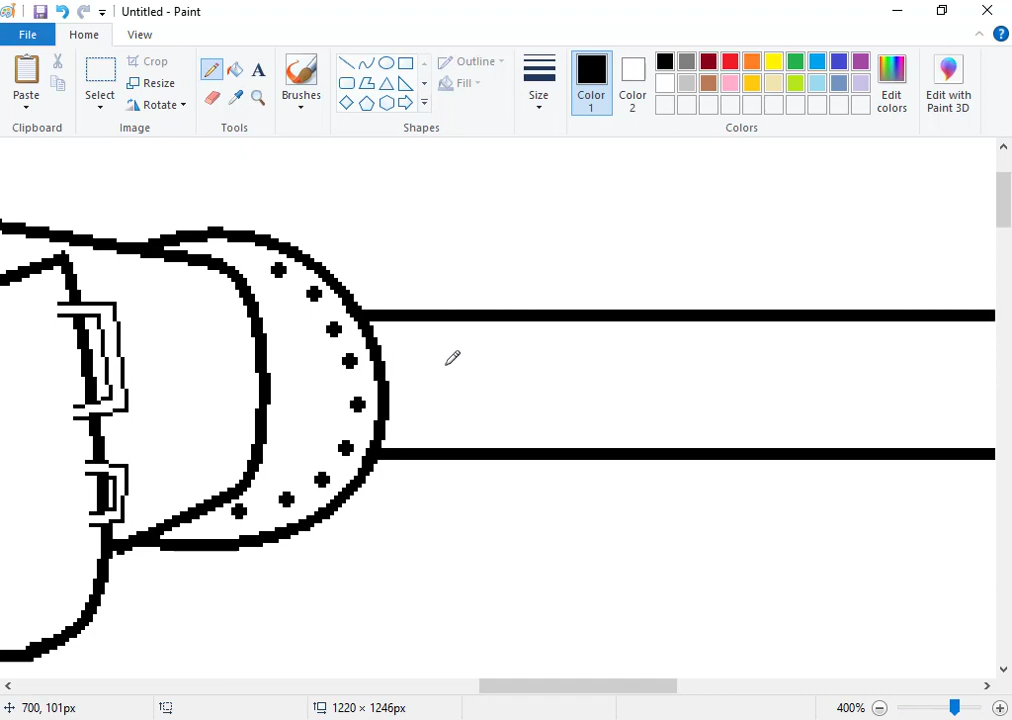 Untitled - Paint
File Home View
Paste
Select
Crop
Resize
Rotate
Brushes
Outline
Fill
Size
Color 1
Color 2
Edit colors
Edit with Paint 3D
Clipboard Image Tools Shapes Colors
700, 101px 1220 × 1246px 400%